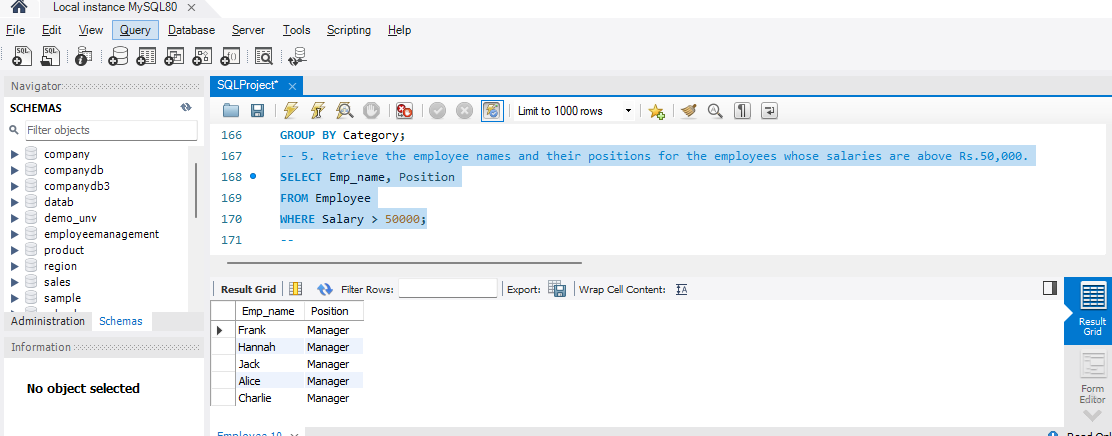 Local instance MySQL80
File Edit View Query Database Server Tools Scripting Help
Navigator
SCHEMAS
Filter objects
company
companydb
companydb3
datab
demo_unv
employeemanagement
product
region
sales
sample
Administration Schemas
Information
No object selected
SQLProject*
Limit to 1000 rows
166 GROUP BY Category;
167 -- 5. Retrieve the employee names and their positions for the employees whose salaries are above Rs.50,000.
168 SELECT Emp_name, Position
169 FROM Employee
170 WHERE Salary > 50000;
171 --
Result Grid Filter Rows: Export: Wrap Cell Content:
Emp_name Position
Frank Manager
Hannah Manager
Jack Manager
Alice Manager
Charlie Manager
Result
Grid
Form
Editor